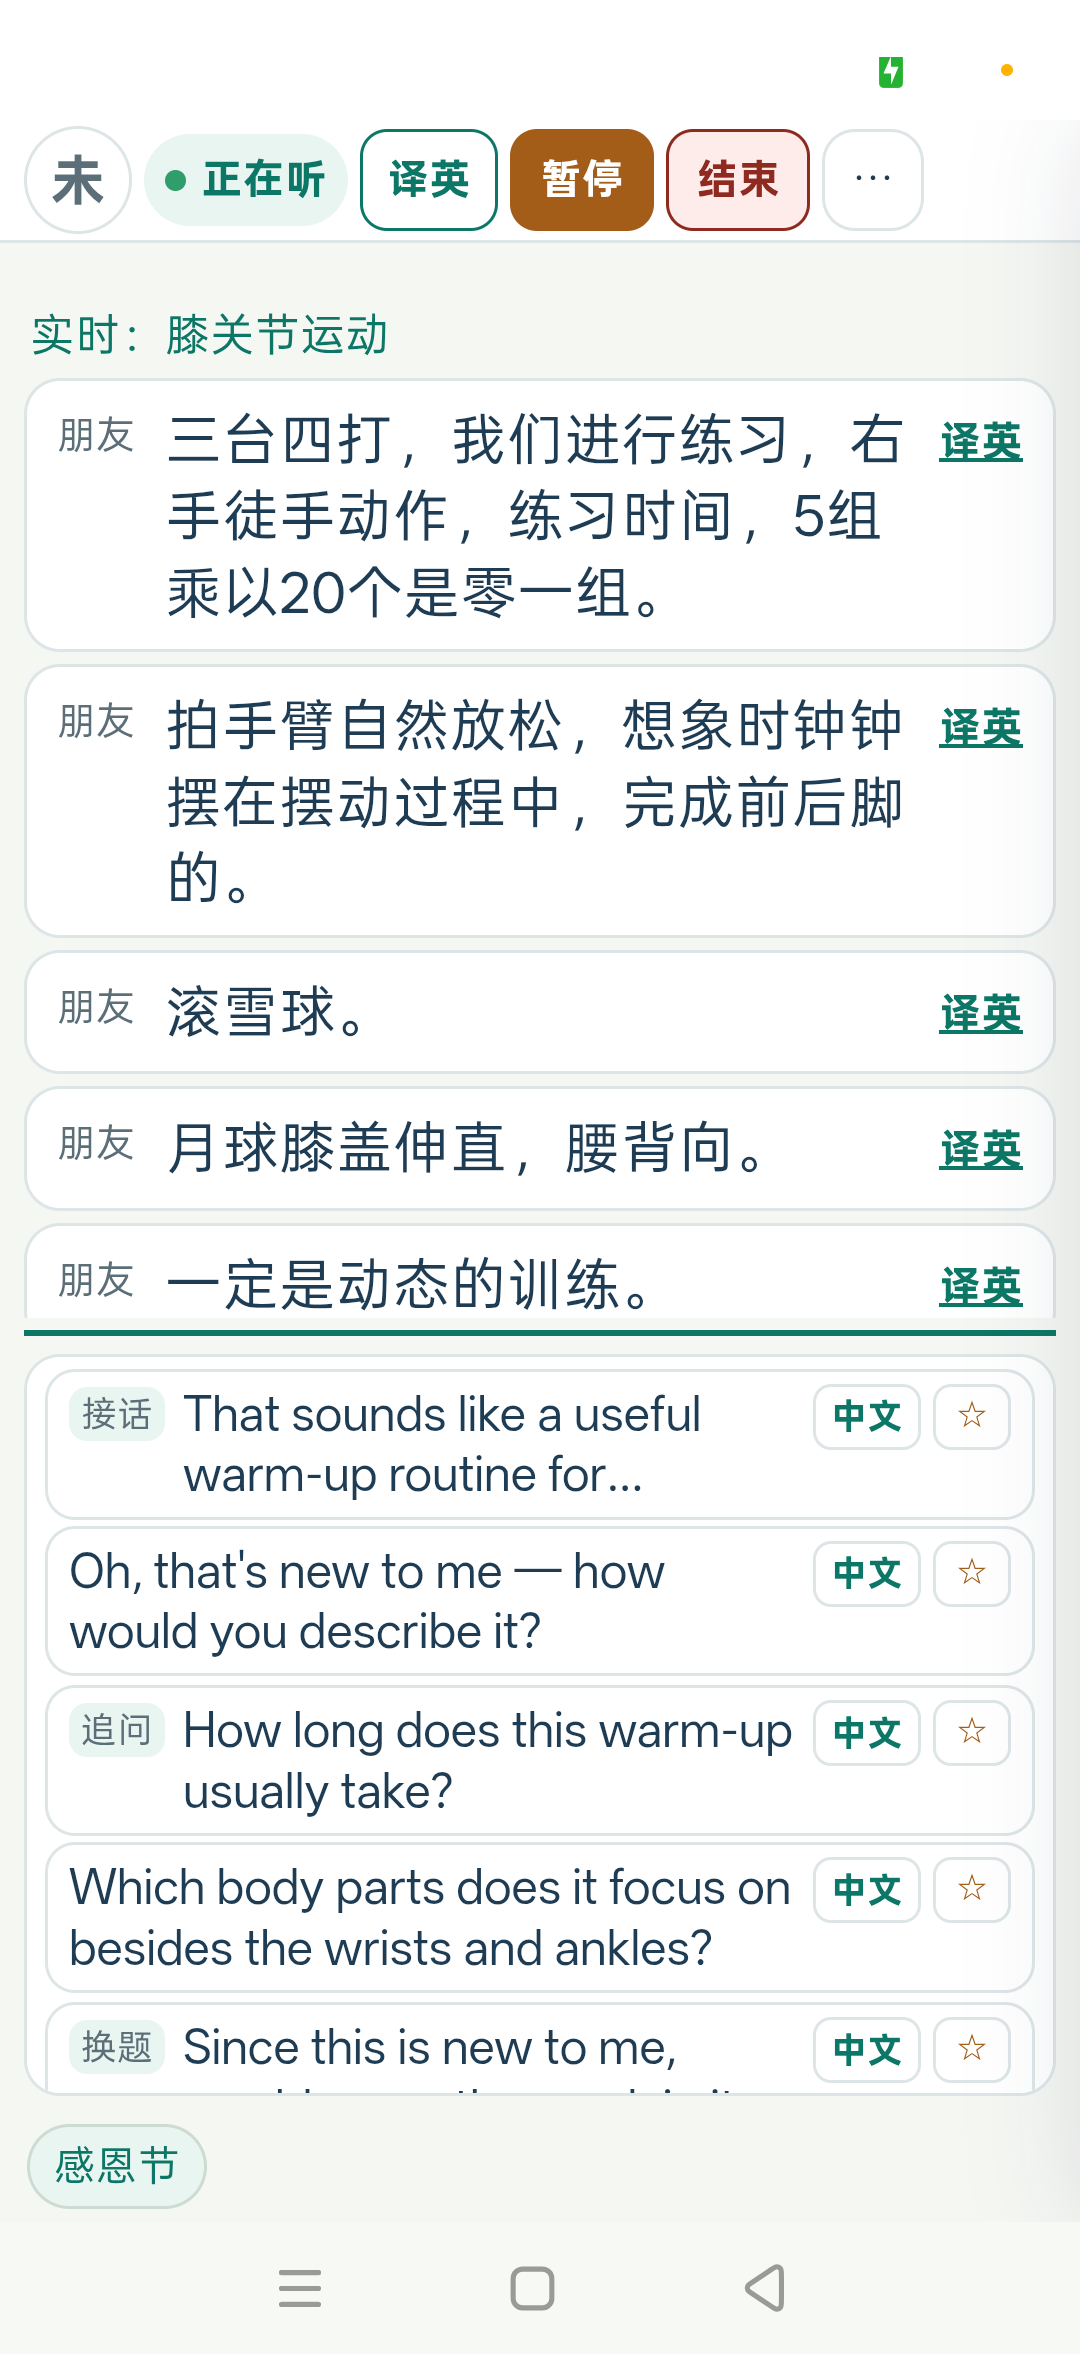 未 正在听 译英 暂停 结束 ...
实时：膝关节运动
朋友 三台四打，我们进行练习，右 译英
手徒手动作，练习时间，5组
乘以20个是零一组。
朋友 拍手臂自然放松，想象时钟钟 译英
摆在摆动过程中，完成前后脚
的。
朋友 滚雪球。 译英
朋友 月球膝盖伸直，腰背向。 译英
朋友 一定是动态的训练。 译英
接话 That sounds like a useful 中文 ☆
warm-up routine for...
Oh, that's new to me — how 中文 ☆
would you describe it?
追问 How long does this warm-up 中文 ☆
usually take?
Which body parts does it focus on 中文 ☆
besides the wrists and ankles?
换题 Since this is new to me, 中文 ☆
感恩节